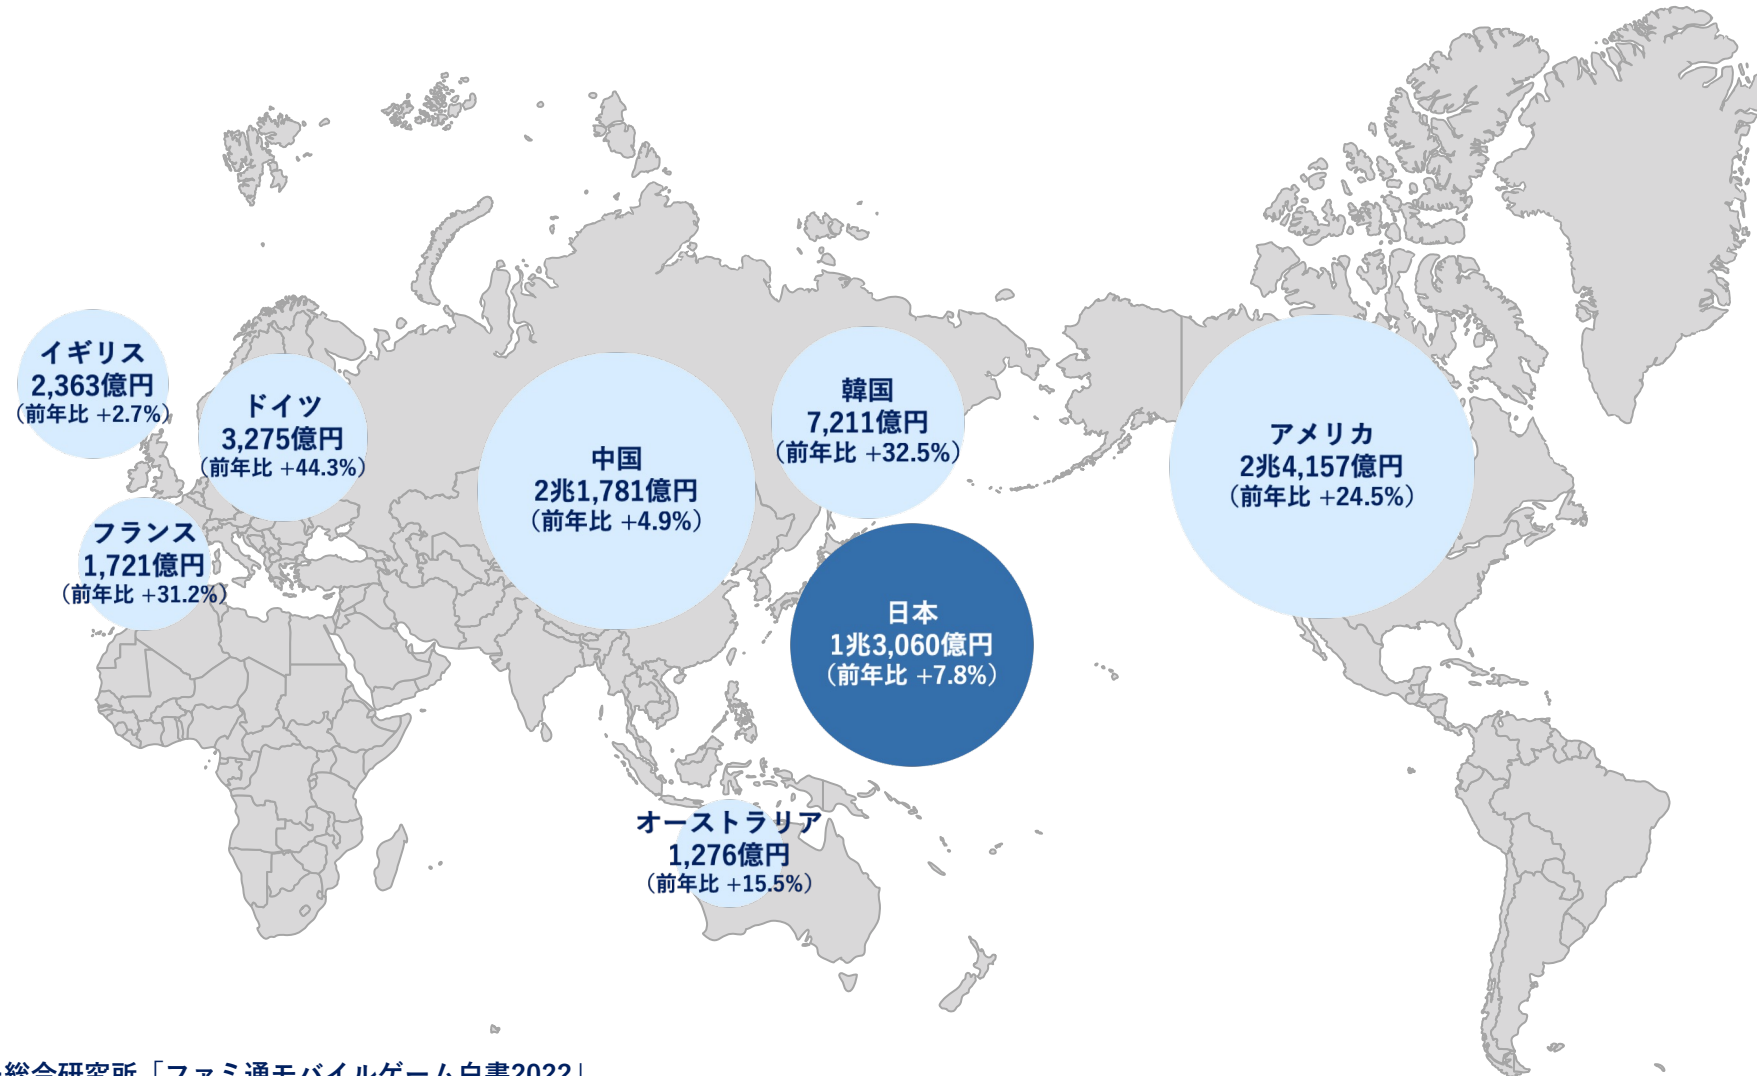 イギリス
2,363億円
（前年比 +2.7%）
ドイツ
3,275億円
（前年比 +44.3%）
フランス
1,721億円
（前年比 +31.2%）
中国
2兆1,781億円
（前年比 +4.9%）
韓国
7,211億円
（前年比 +32.5%）
日本
1兆3,060億円
（前年比 +7.8%）
アメリカ
2兆4,157億円
（前年比 +24.5%）
オーストラリア
1,276億円
（前年比 +15.5%）
総合研究所「ファミ通モバイルゲーム白書2022」